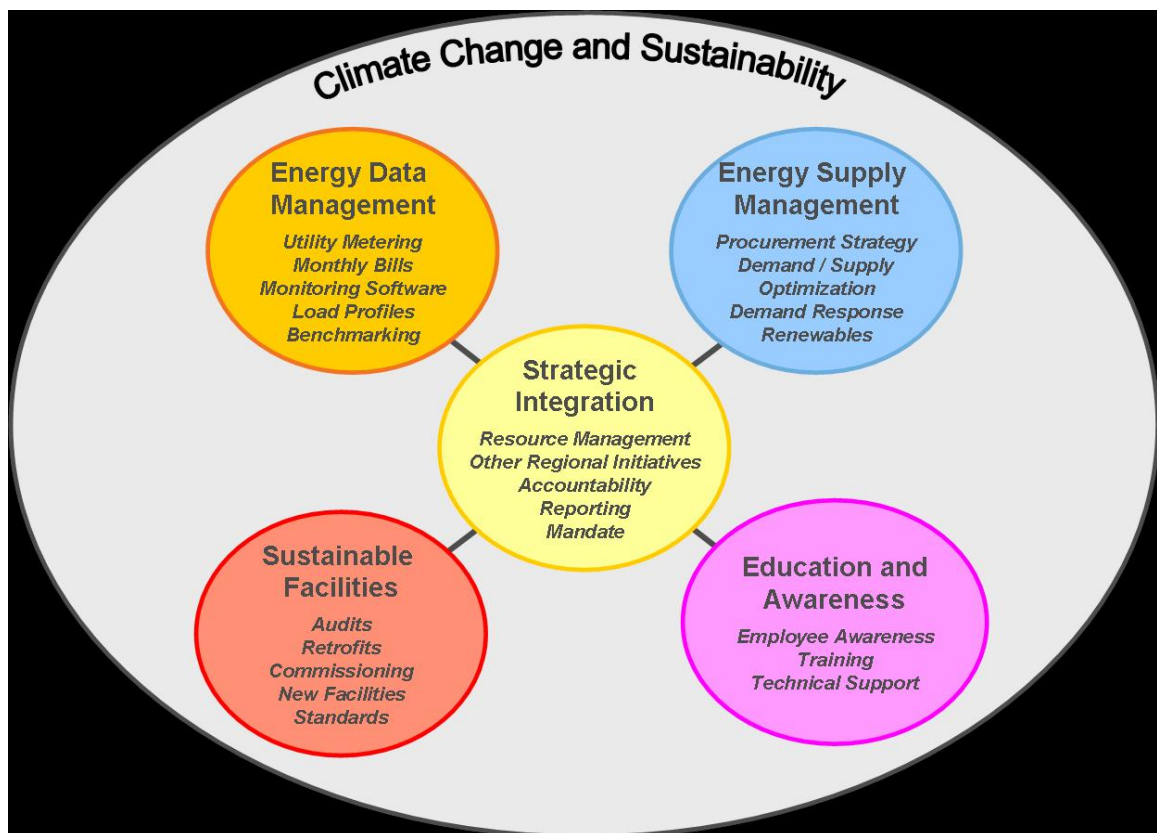 Climate Change and Sustainability
Energy Data
Management
Utility Metering
Monthly Bills
Monitoring Software
Load Profiles
Benchmarking
Energy Supply
Management
Procurement Strategy
Demand / Supply
Optimization
Demand Response
Renewables
Strategic
Integration
Resource Management
Other Regional Initiatives
Accountability
Reporting
Mandate
Sustainable
Facilities
Audits
Retrofits
Commissioning
New Facilities
Standards
Education and
Awareness
Employee Awareness
Training
Technical Support